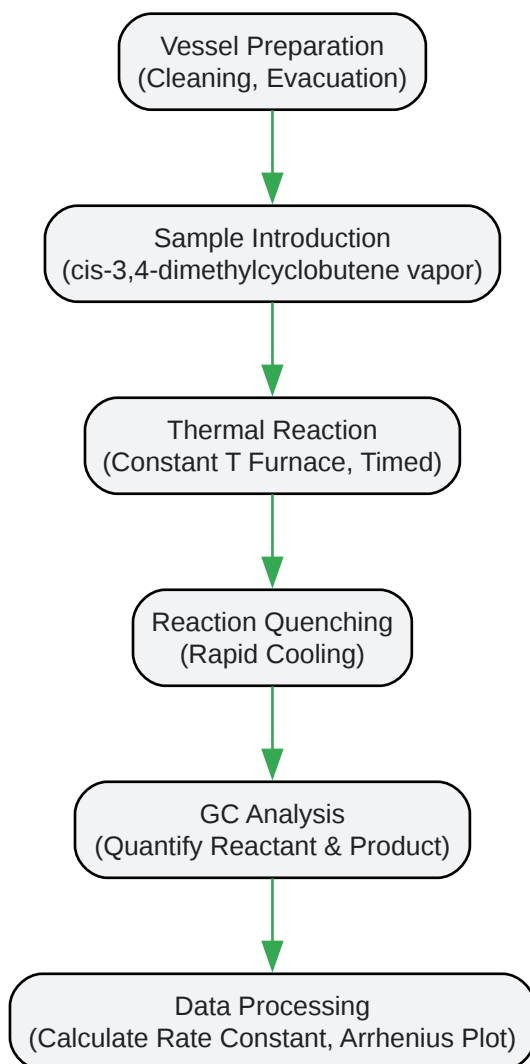 Vessel Preparation
(Cleaning, Evacuation)
Sample Introduction
(cis-3,4-dimethylcyclobutene vapor)
Thermal Reaction
(Constant T Furnace, Timed)
Reaction Quenching
(Rapid Cooling)
GC Analysis
(Quantify Reactant & Product)
Data Processing
(Calculate Rate Constant, Arrhenius Plot)